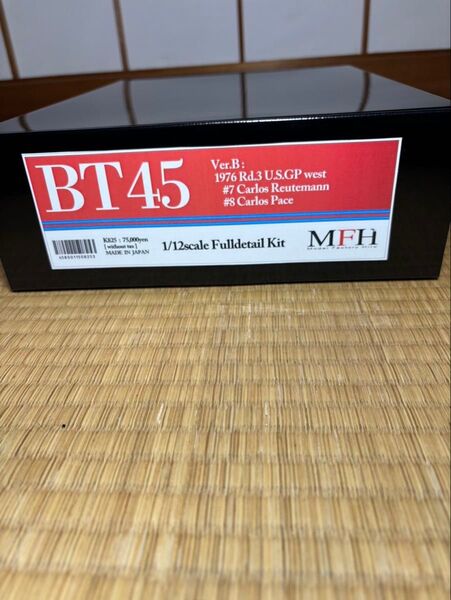 BT45
Ver.B :
1976 Rd.3 U.S.GP west
#7 Carlos Reutemann
#8 Carlos Pace
K825 : 75,000yen
[without tax]
MADE IN JAPAN
4580011508253
1/12scale Fulldetail Kit
MFH
Model Factory Hiro